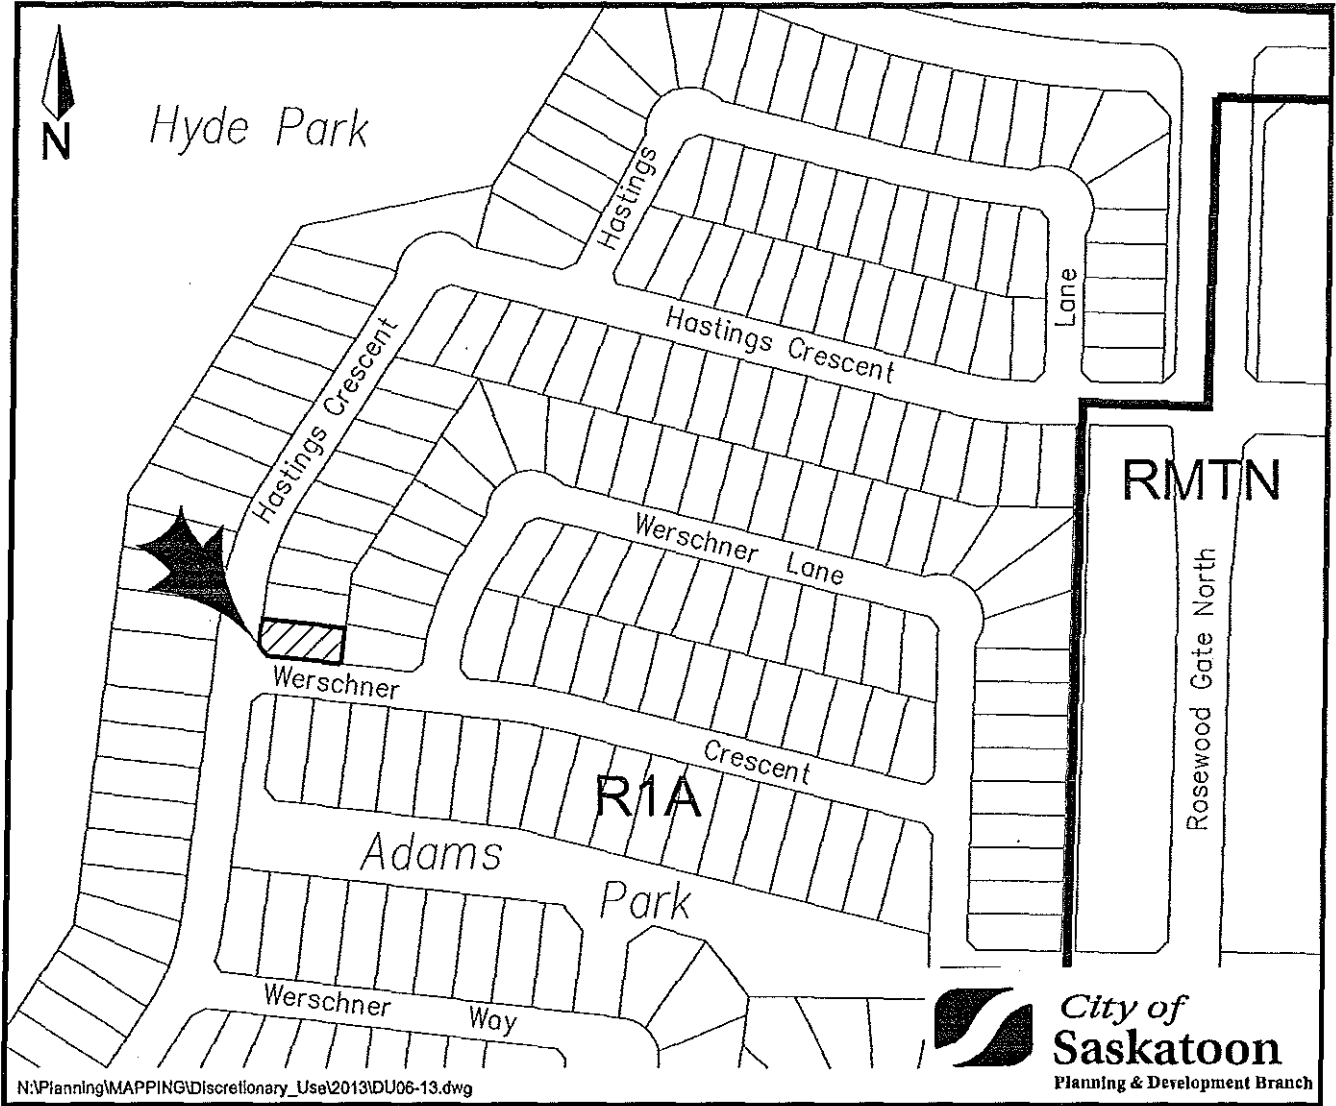 N
Hyde Park
Hastings
Lane
Hastings Crescent
Hastings Crescent
RMTN
Werschner Lane
Rosewood Gate North
Werschner
Crescent
R1A
Adams
Park
Werschner Way
City of
Saskatoon
Planning & Development Branch
N:\Planning\MAPPING\Discretionary_Use\2013\DU06-13.dwg